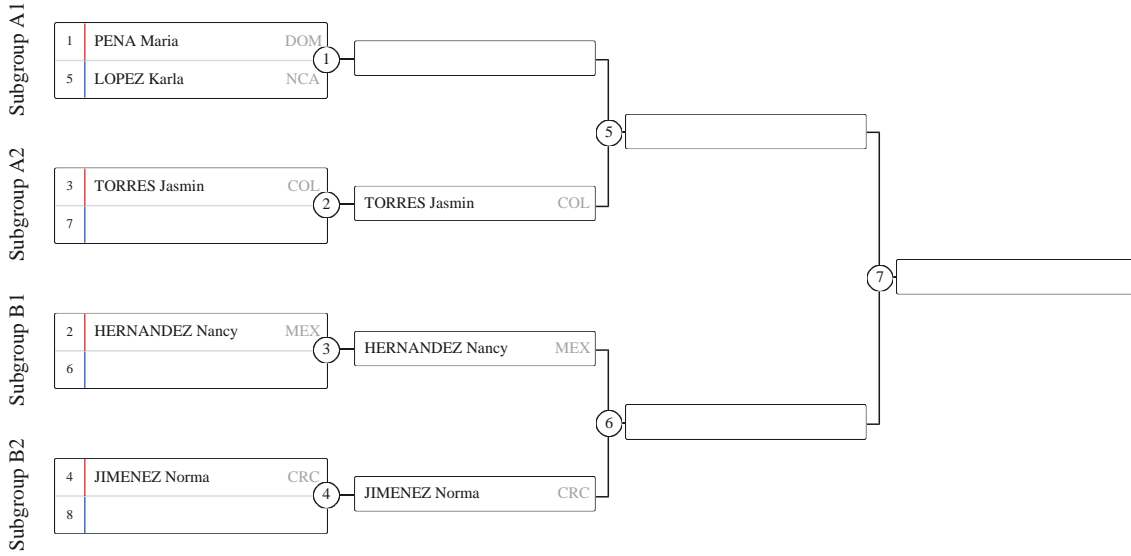 Subgroup A1
1 PENA Maria DOM
5 LOPEZ Karla NCA
1
5
Subgroup A2
3 TORRES Jasmin COL
7
2
TORRES Jasmin COL
7
Subgroup B1
2 HERNANDEZ Nancy MEX
6
3
HERNANDEZ Nancy MEX
6
Subgroup B2
4 JIMENEZ Norma CRC
8
4
JIMENEZ Norma CRC